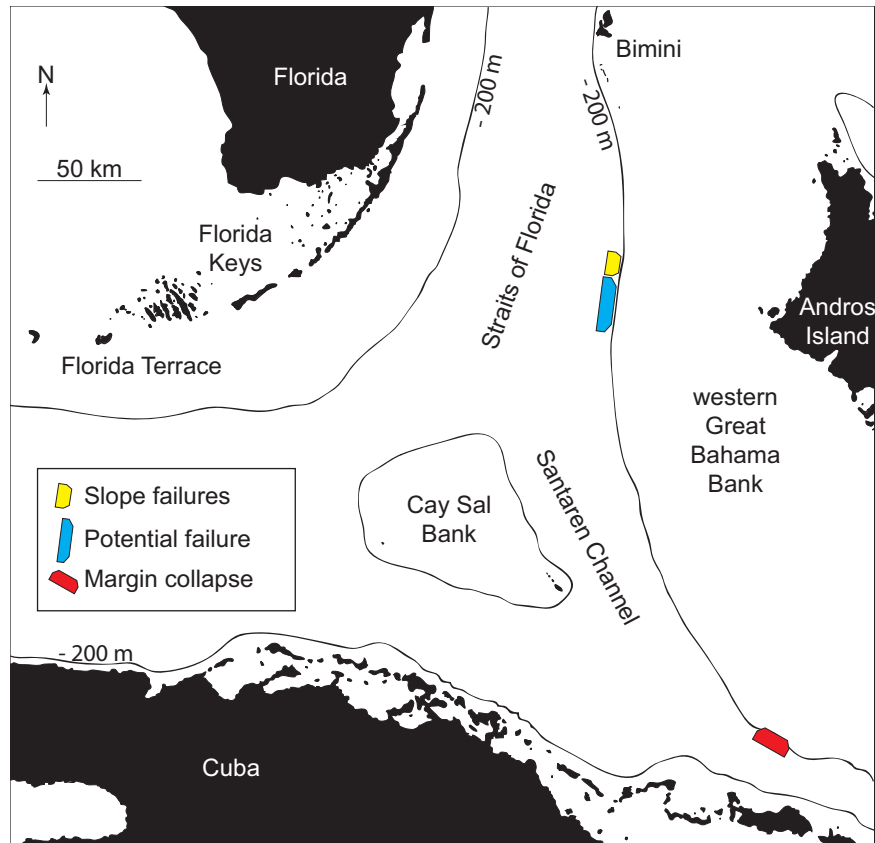 Florida
Bimini
N
- 200 m
- 200 m
50 km
Florida
Keys
Straits of Florida
Andros
Island
Florida Terrace
western
Great
Bahama
Bank
Santaren Channel
Cay Sal
Bank
Slope failures
Potential failure
Margin collapse
- 200 m
Cuba